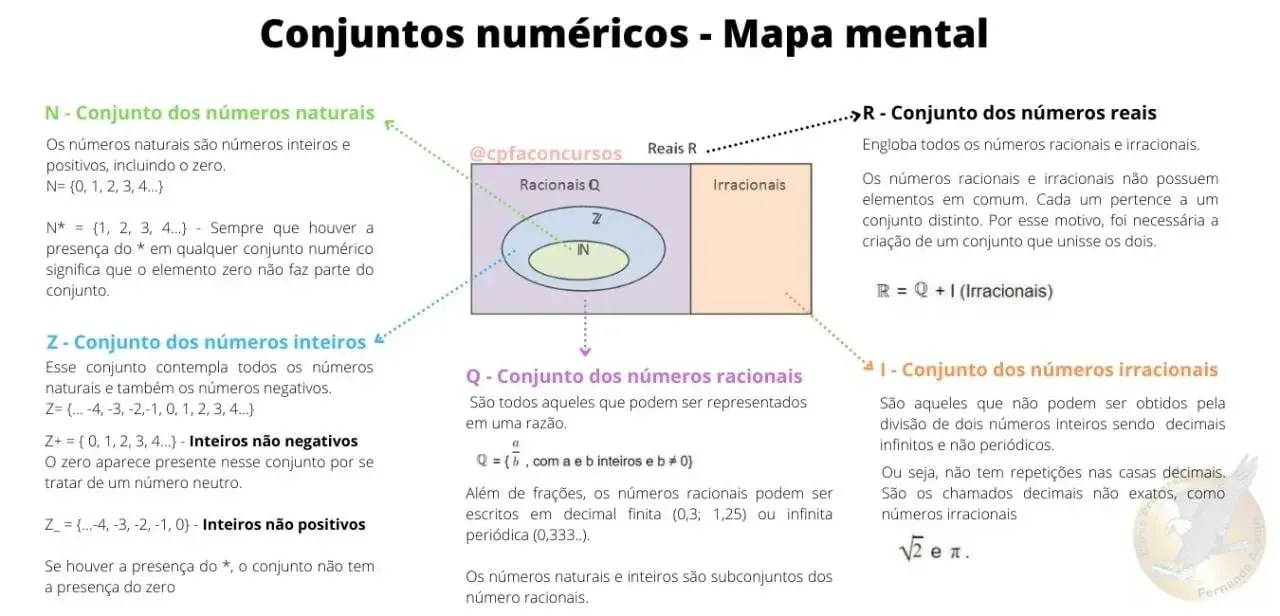 Conjuntos numéricos - Mapa mental
N - Conjunto dos números naturais
Os números naturais são números inteiros e
positivos, incluindo o zero.
N= {0, 1, 2, 3, 4...}
N* = {1, 2, 3, 4...} - Sempre que houver a
presença do * em qualquer conjunto numérico
significa que o elemento zero não faz parte do
conjunto.
Z - Conjunto dos números inteiros
Esse conjunto contempla todos os números
naturais e também os números negativos.
Z= {... -4, -3, -2,-1, 0, 1, 2, 3, 4...}
Z+ = { 0, 1, 2, 3, 4...} - Inteiros não negativos
O zero aparece presente nesse conjunto por se
tratar de um número neutro.
Z_ = {...-4, -3, -2, -1, 0} - Inteiros não positivos
Se houver a presença do *, o conjunto não tem
a presença do zero
@cpfaconcursos
Reais R
Racionais ℚ
Irracionais
ℤ
ℕ
Q - Conjunto dos números racionais
São todos aqueles que podem ser representados
em uma razão.
ℚ = { a/b , com a e b inteiros e b ≠ 0}
Além de frações, os números racionais podem ser
escritos em decimal finita (0,3; 1,25) ou infinita
periódica (0,333..).
Os números naturais e inteiros são subconjuntos dos
número racionais.
R - Conjunto dos números reais
Engloba todos os números racionais e irracionais.
Os números racionais e irracionais não possuem
elementos em comum. Cada um pertence a um
conjunto distinto. Por esse motivo, foi necessária a
criação de um conjunto que unisse os dois.
ℝ = ℚ + I (Irracionais)
I - Conjunto dos números irracionais
São aqueles que não podem ser obtidos pela
divisão de dois números inteiros sendo decimais
infinitos e não periódicos.
Ou seja, não tem repetições nas casas decimais.
São os chamados decimais não exatos, como
números irracionais
√2 e π.
Fernanda